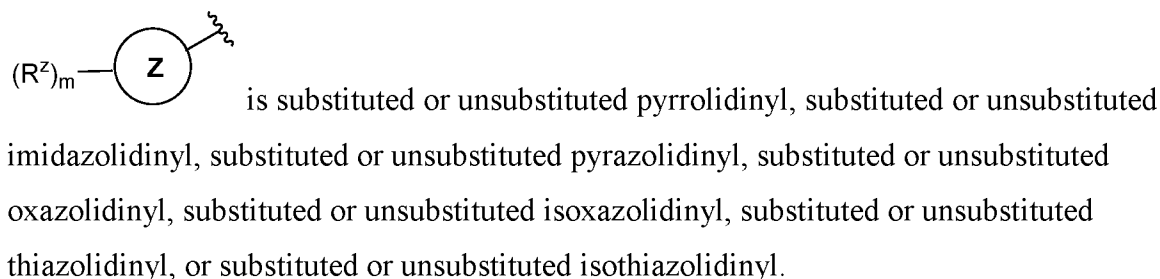 (R^z)_m Z is substituted or unsubstituted pyrrolidinyl, substituted or unsubstituted
imidazolidinyl, substituted or unsubstituted pyrazolidinyl, substituted or unsubstituted
oxazolidinyl, substituted or unsubstituted isoxazolidinyl, substituted or unsubstituted
thiazolidinyl, or substituted or unsubstituted isothiazolidinyl.